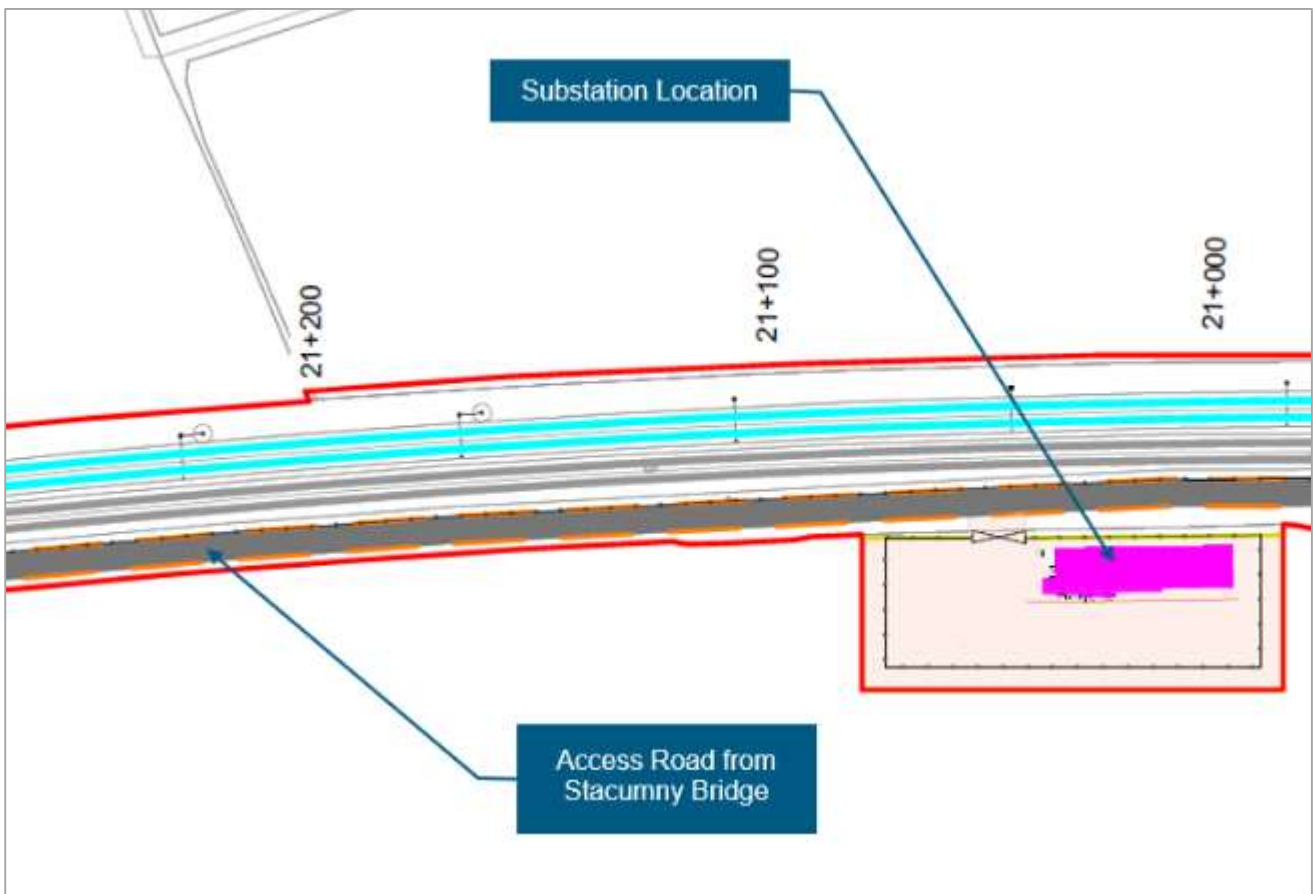 Substation Location
21+200
21+100
21+000
Access Road from
Stacumny Bridge